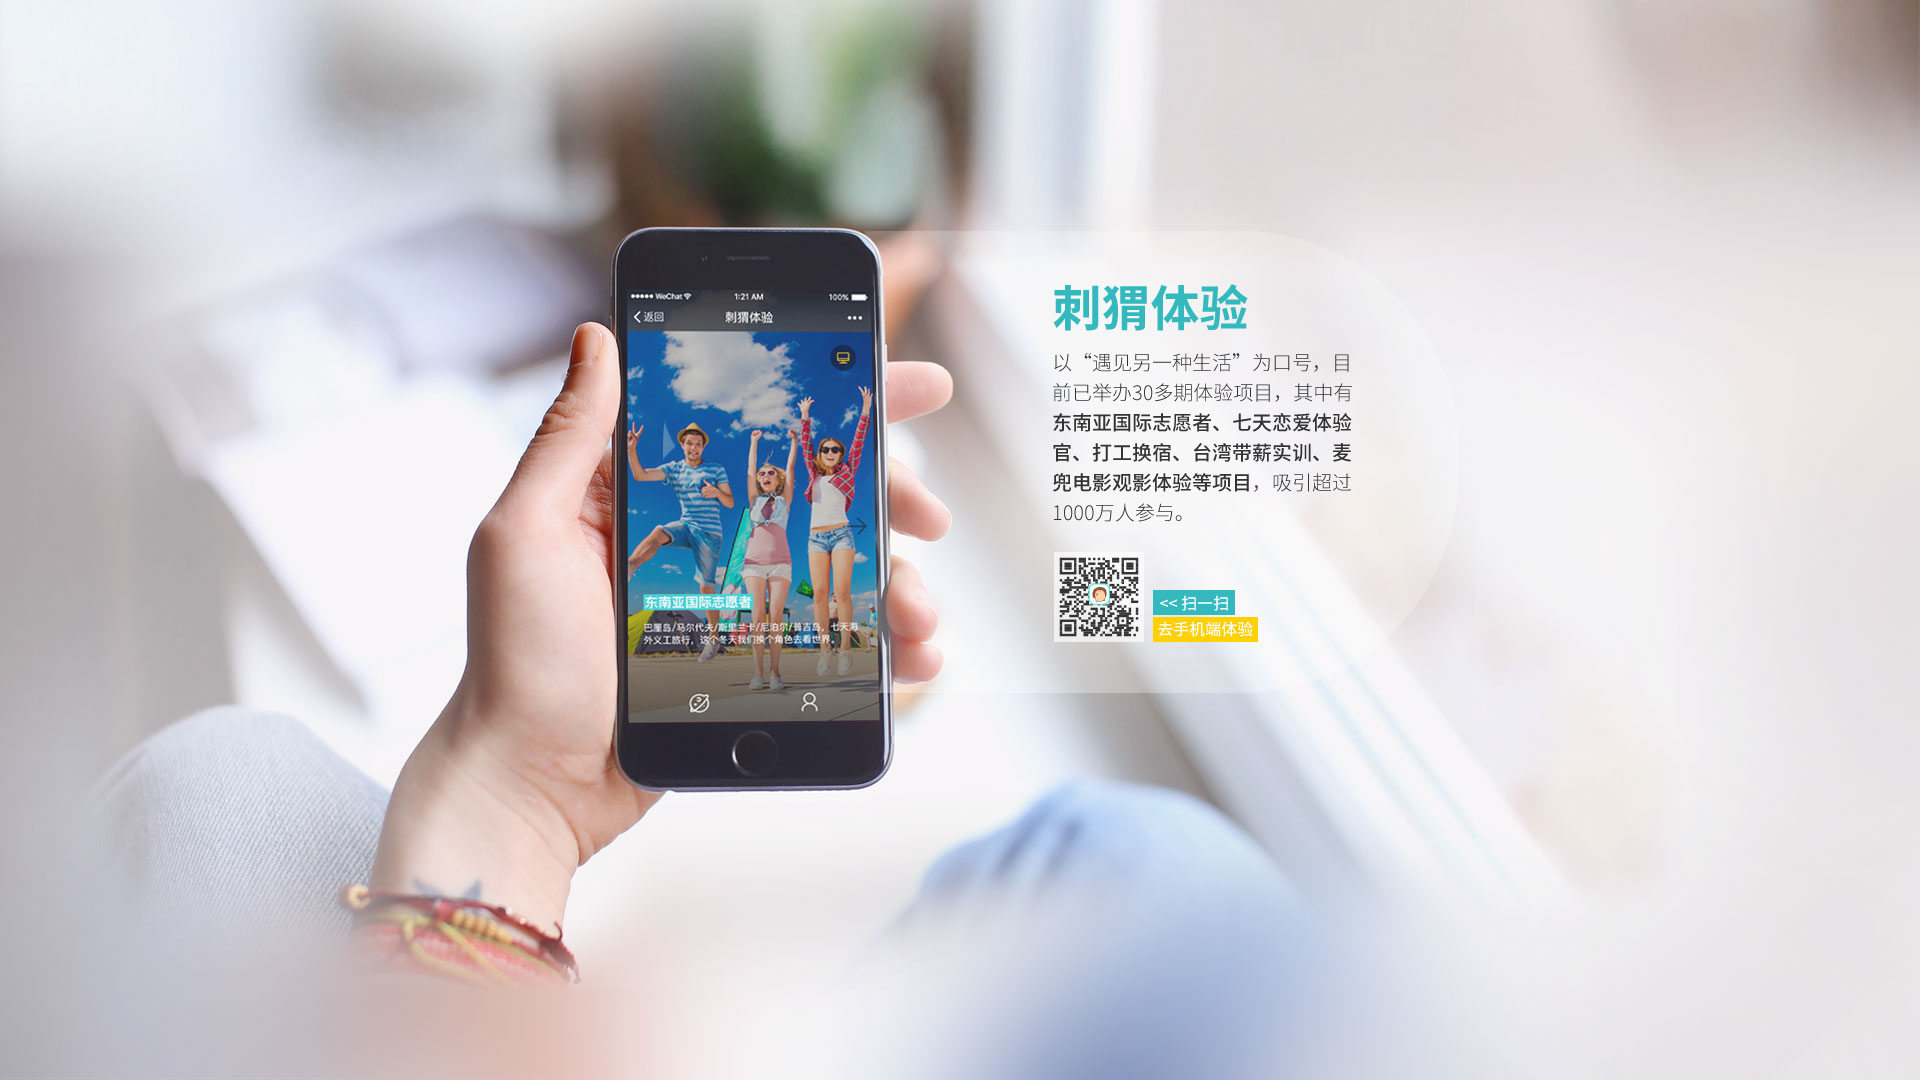 WeChat
1:21 AM
100%
返回
刺猬体验
东南亚国际志愿者
巴厘岛/马尔代夫/斯里兰卡/尼泊尔/普吉岛,七天海
外义工旅行,这个冬天我们换个角色去看世界。
刺猬体验
以“遇见另一种生活”为口号，目
前已举办30多期体验项目，其中有
东南亚国际志愿者、七天恋爱体验
官、打工换宿、台湾带薪实训、麦
兜电影观影体验等项目，吸引超过
1000万人参与。
<< 扫一扫
去手机端体验